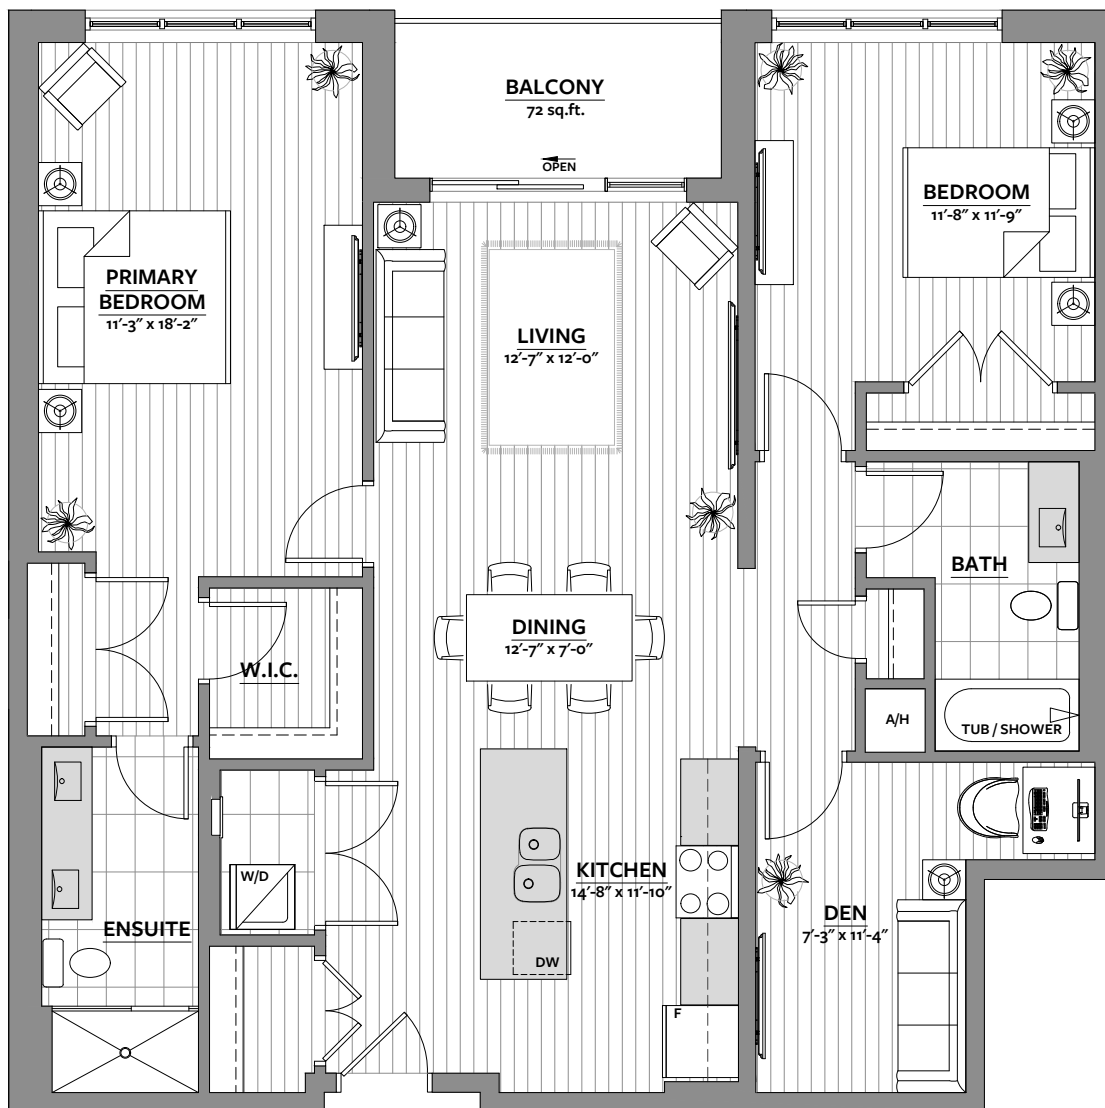 BALCONY
72 sq.ft.
OPEN
BEDROOM
11'-8" x 11'-9"
PRIMARY
BEDROOM
11'-3" x 18'-2"
LIVING
12'-7" x 12'-0"
BATH
DINING
12'-7" x 7'-0"
W.I.C.
A/H
TUB / SHOWER
KITCHEN
14'-8" x 11'-10"
W/D
DEN
7'-3" x 11'-4"
ENSUITE
DW
F